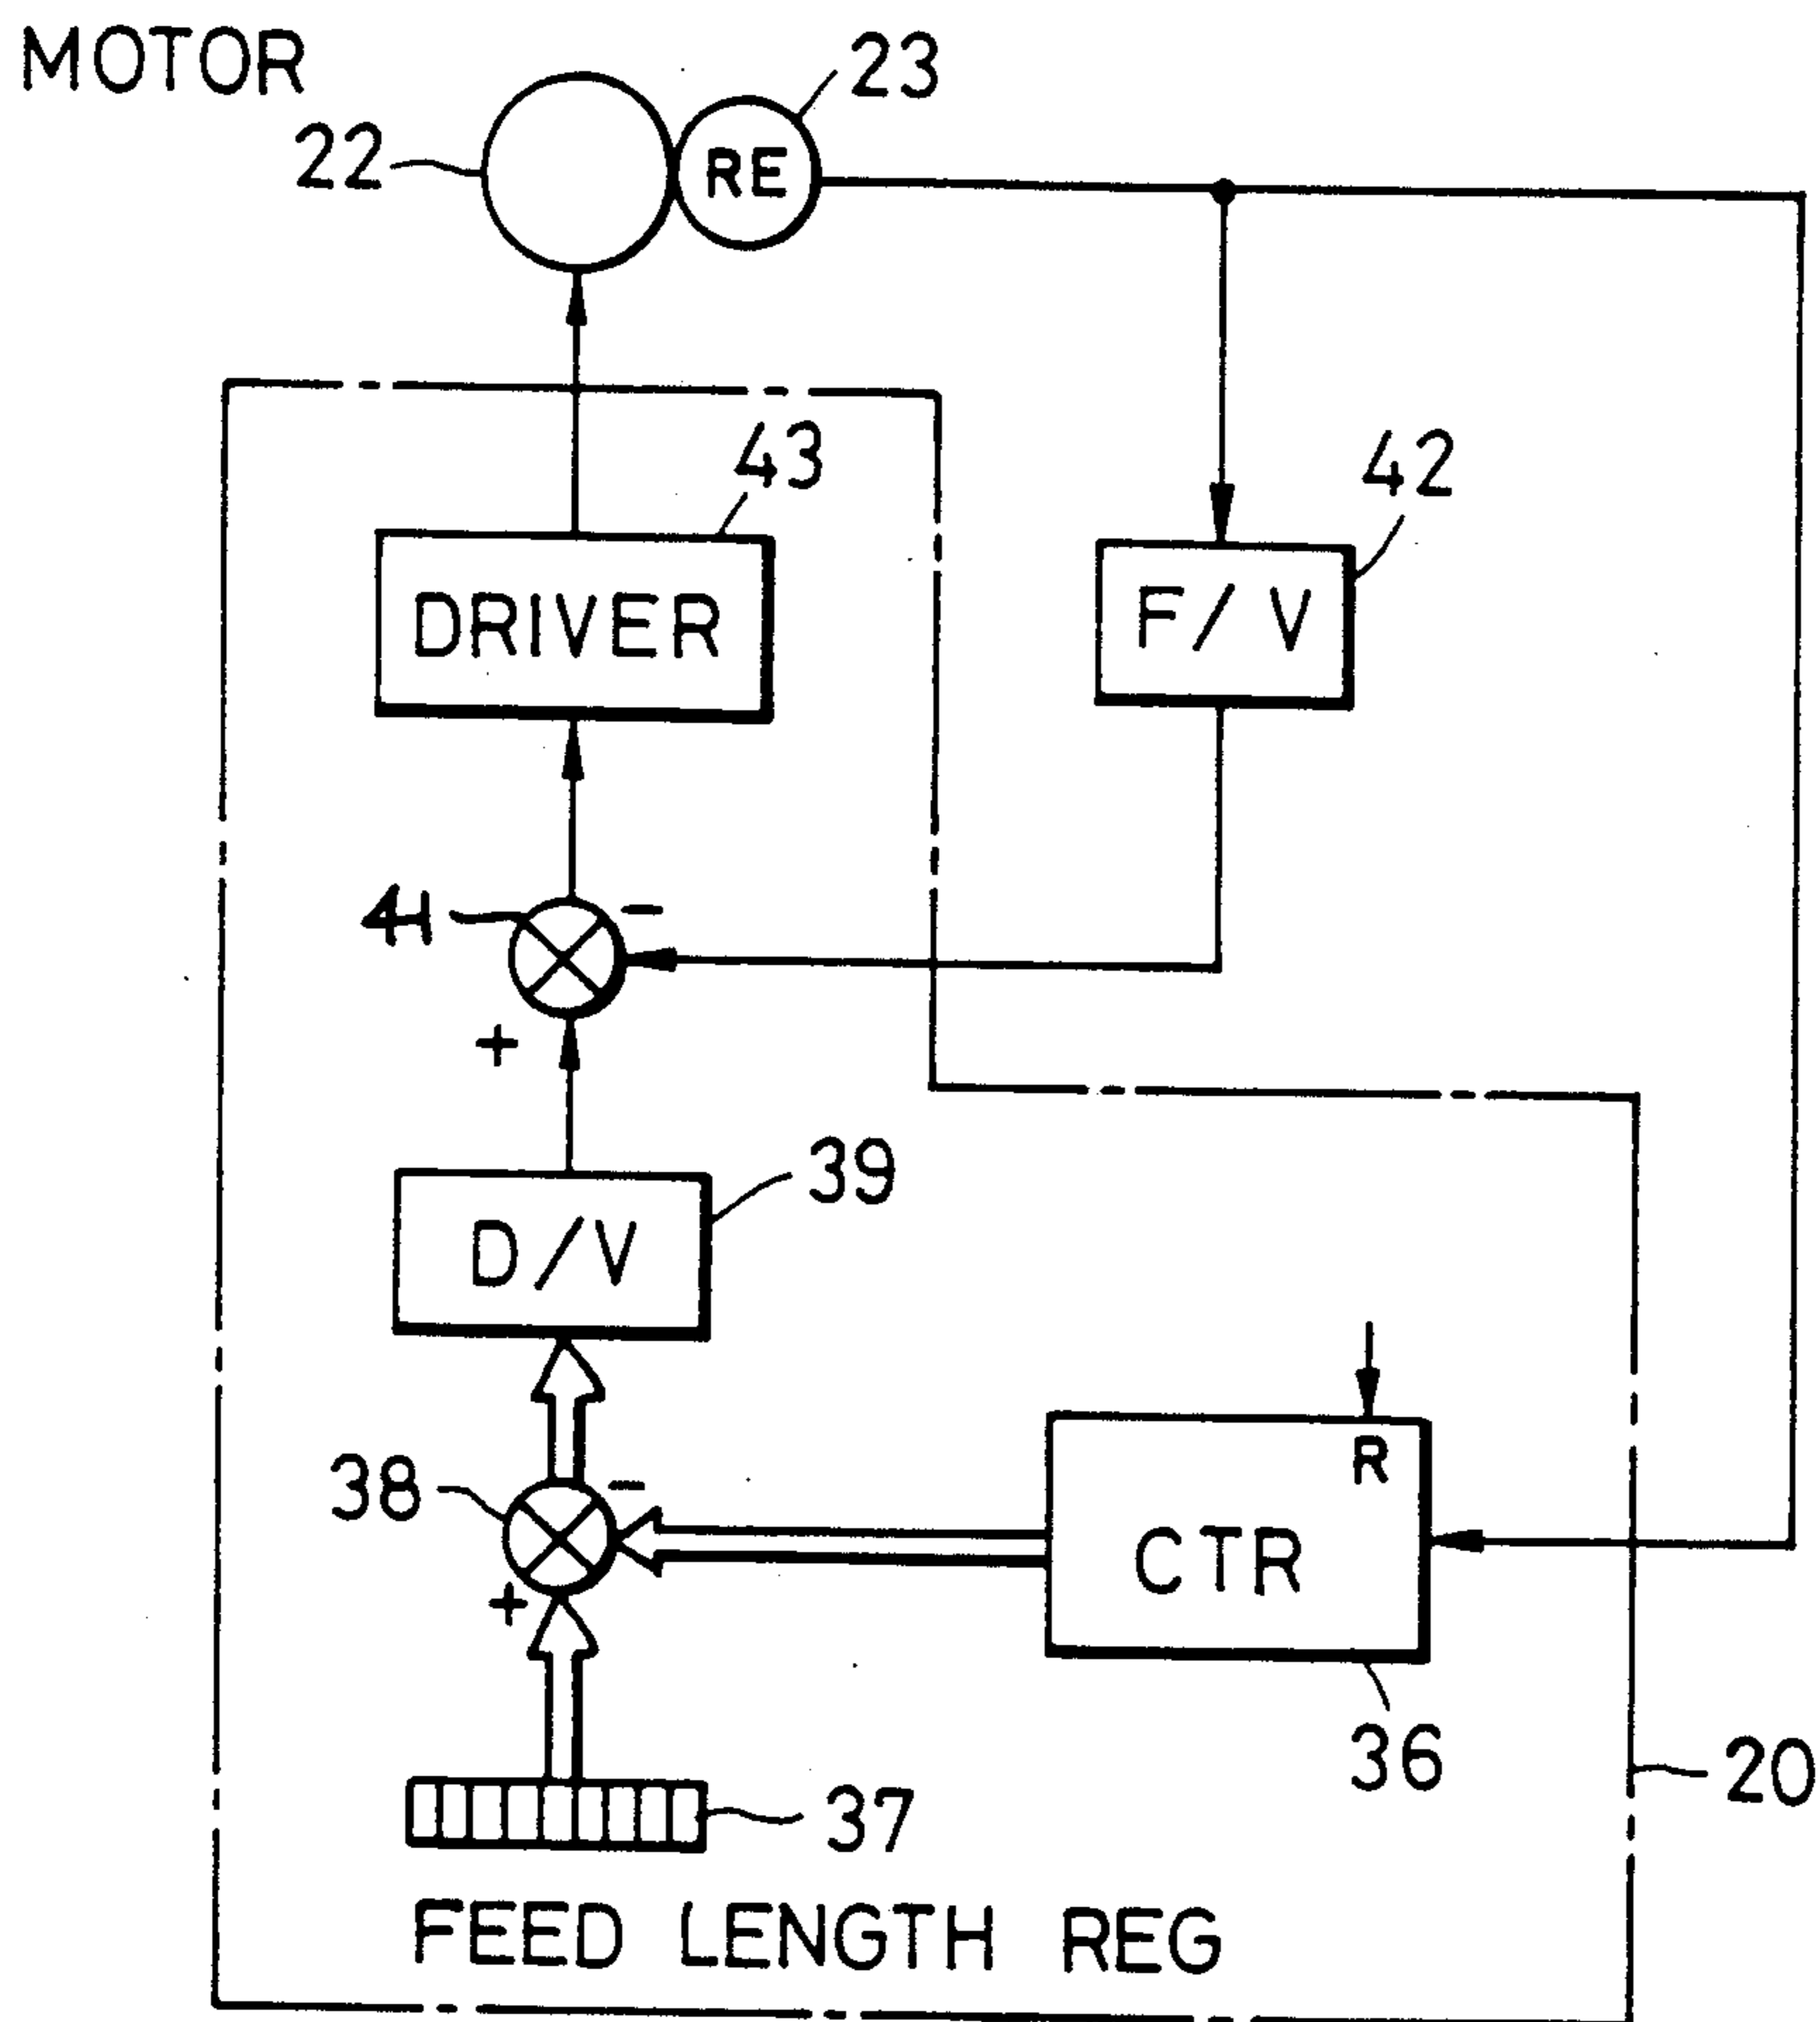 MOTOR
23
22
RE
43
42
DRIVER
F/V
41
-
+
39
D/V
R
38
-
CTR
+
36
20
37
FEED LENGTH REG